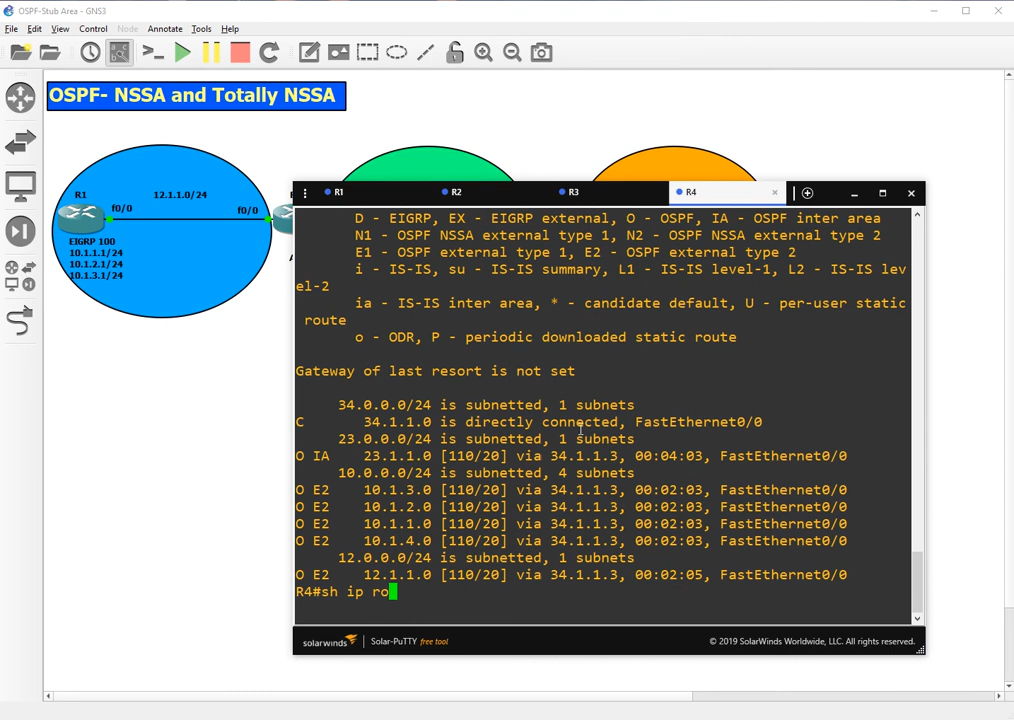 OSPF-Stub Area - GNS3
File Edit View Control Node Annotate Tools Help
OSPF- NSSA and Totally NSSA
R1
12.1.1.0/24
f0/0
f0/0
EIGRP 100
10.1.1.1/24
10.1.2.1/24
10.1.3.1/24
R1 R2 R3 R4
D - EIGRP, EX - EIGRP external, O - OSPF, IA - OSPF inter area
N1 - OSPF NSSA external type 1, N2 - OSPF NSSA external type 2
E1 - OSPF external type 1, E2 - OSPF external type 2
i - IS-IS, su - IS-IS summary, L1 - IS-IS level-1, L2 - IS-IS lev
el-2
ia - IS-IS inter area, * - candidate default, U - per-user static
route
o - ODR, P - periodic downloaded static route
Gateway of last resort is not set
34.0.0.0/24 is subnetted, 1 subnets
C 34.1.1.0 is directly connected, FastEthernet0/0
23.0.0.0/24 is subnetted, 1 subnets
O IA 23.1.1.0 [110/20] via 34.1.1.3, 00:04:03, FastEthernet0/0
10.0.0.0/24 is subnetted, 4 subnets
O E2 10.1.3.0 [110/20] via 34.1.1.3, 00:02:03, FastEthernet0/0
O E2 10.1.2.0 [110/20] via 34.1.1.3, 00:02:03, FastEthernet0/0
O E2 10.1.1.0 [110/20] via 34.1.1.3, 00:02:03, FastEthernet0/0
O E2 10.1.4.0 [110/20] via 34.1.1.3, 00:02:03, FastEthernet0/0
12.0.0.0/24 is subnetted, 1 subnets
O E2 12.1.1.0 [110/20] via 34.1.1.3, 00:02:05, FastEthernet0/0
R4#sh ip ro
solarwinds Solar-PuTTY free tool © 2019 SolarWinds Worldwide, LLC. All rights reserved.